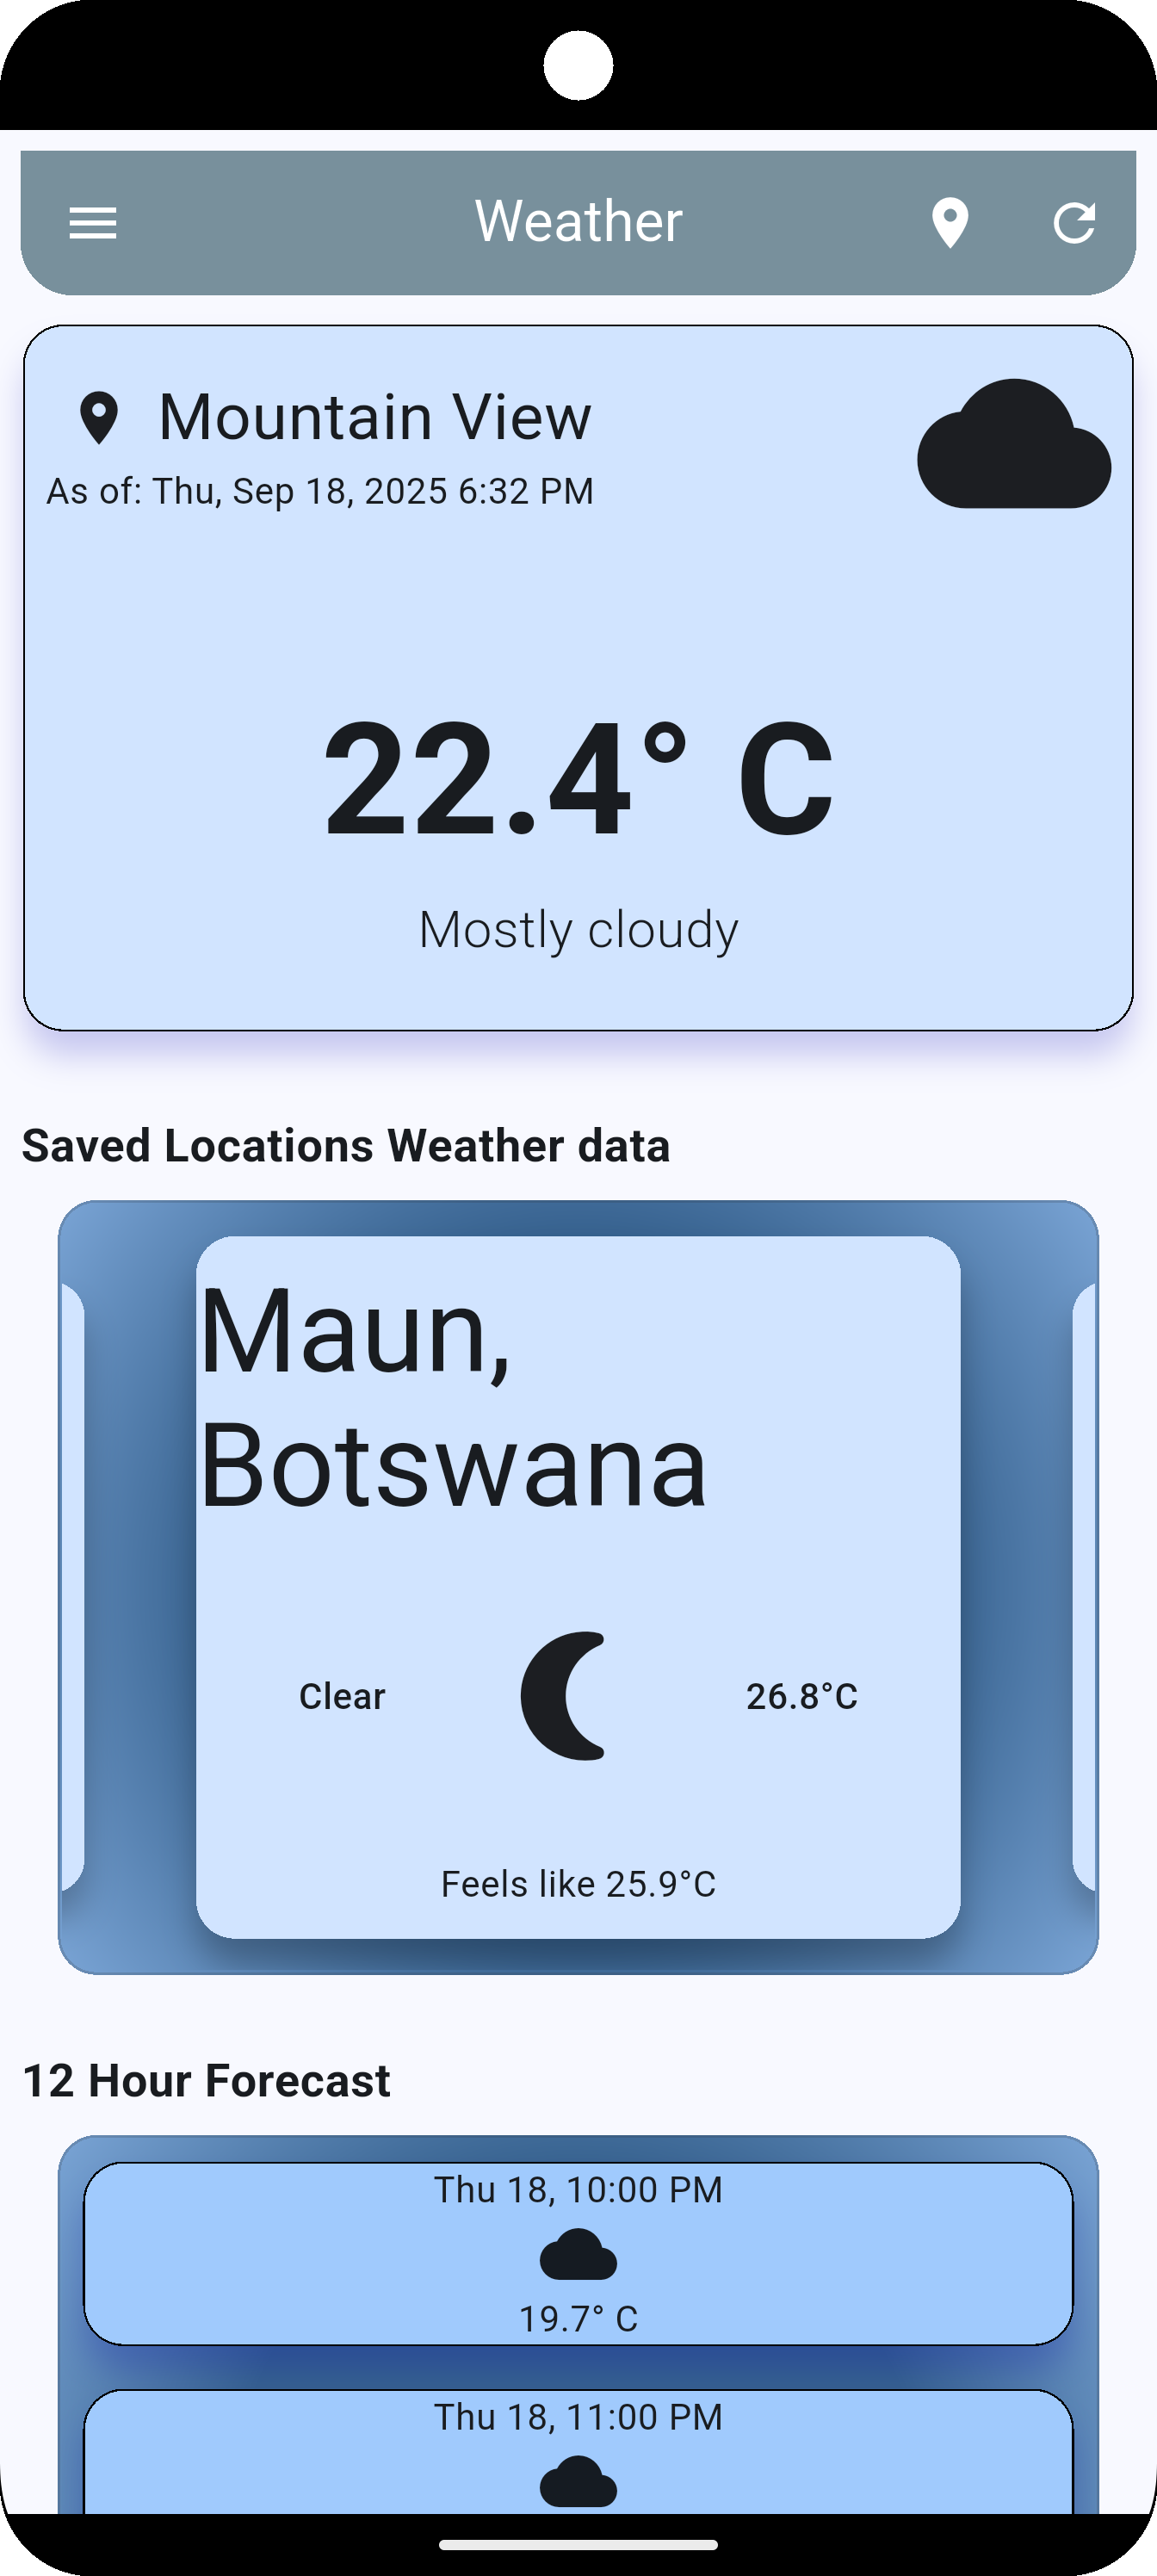 Weather
Mountain View
As of: Thu, Sep 18, 2025 6:32 PM
22.4° C
Mostly cloudy
Saved Locations Weather data
Maun,
Botswana
Clear
26.8°C
Feels like 25.9°C
12 Hour Forecast
Thu 18, 10:00 PM
19.7° C
Thu 18, 11:00 PM